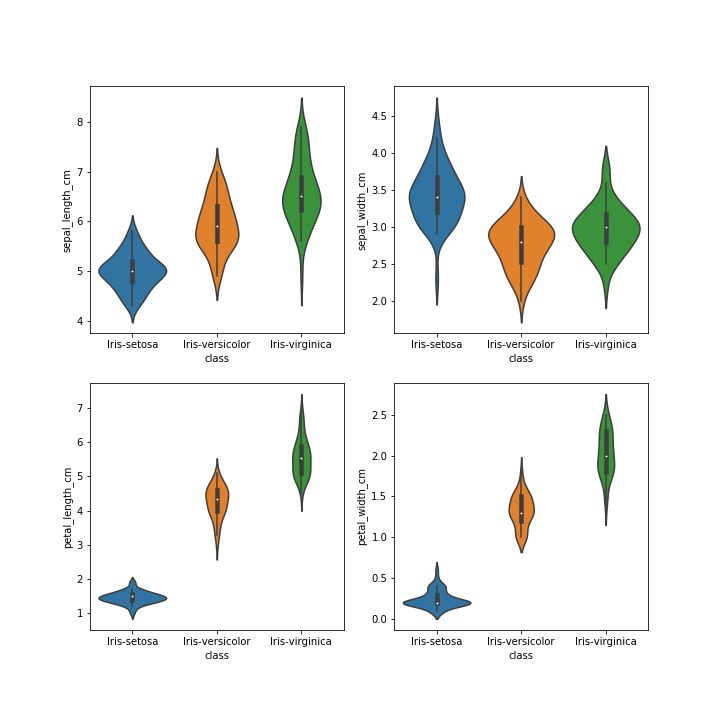 sepal_length_cm
8
7
6
5
4
Iris-setosa Iris-versicolor Iris-virginica
class
sepal_width_cm
4.5
4.0
3.5
3.0
2.5
2.0
Iris-setosa Iris-versicolor Iris-virginica
class
petal_length_cm
7
6
5
4
3
2
1
Iris-setosa Iris-versicolor Iris-virginica
class
petal_width_cm
2.5
2.0
1.5
1.0
0.5
0.0
Iris-setosa Iris-versicolor Iris-virginica
class